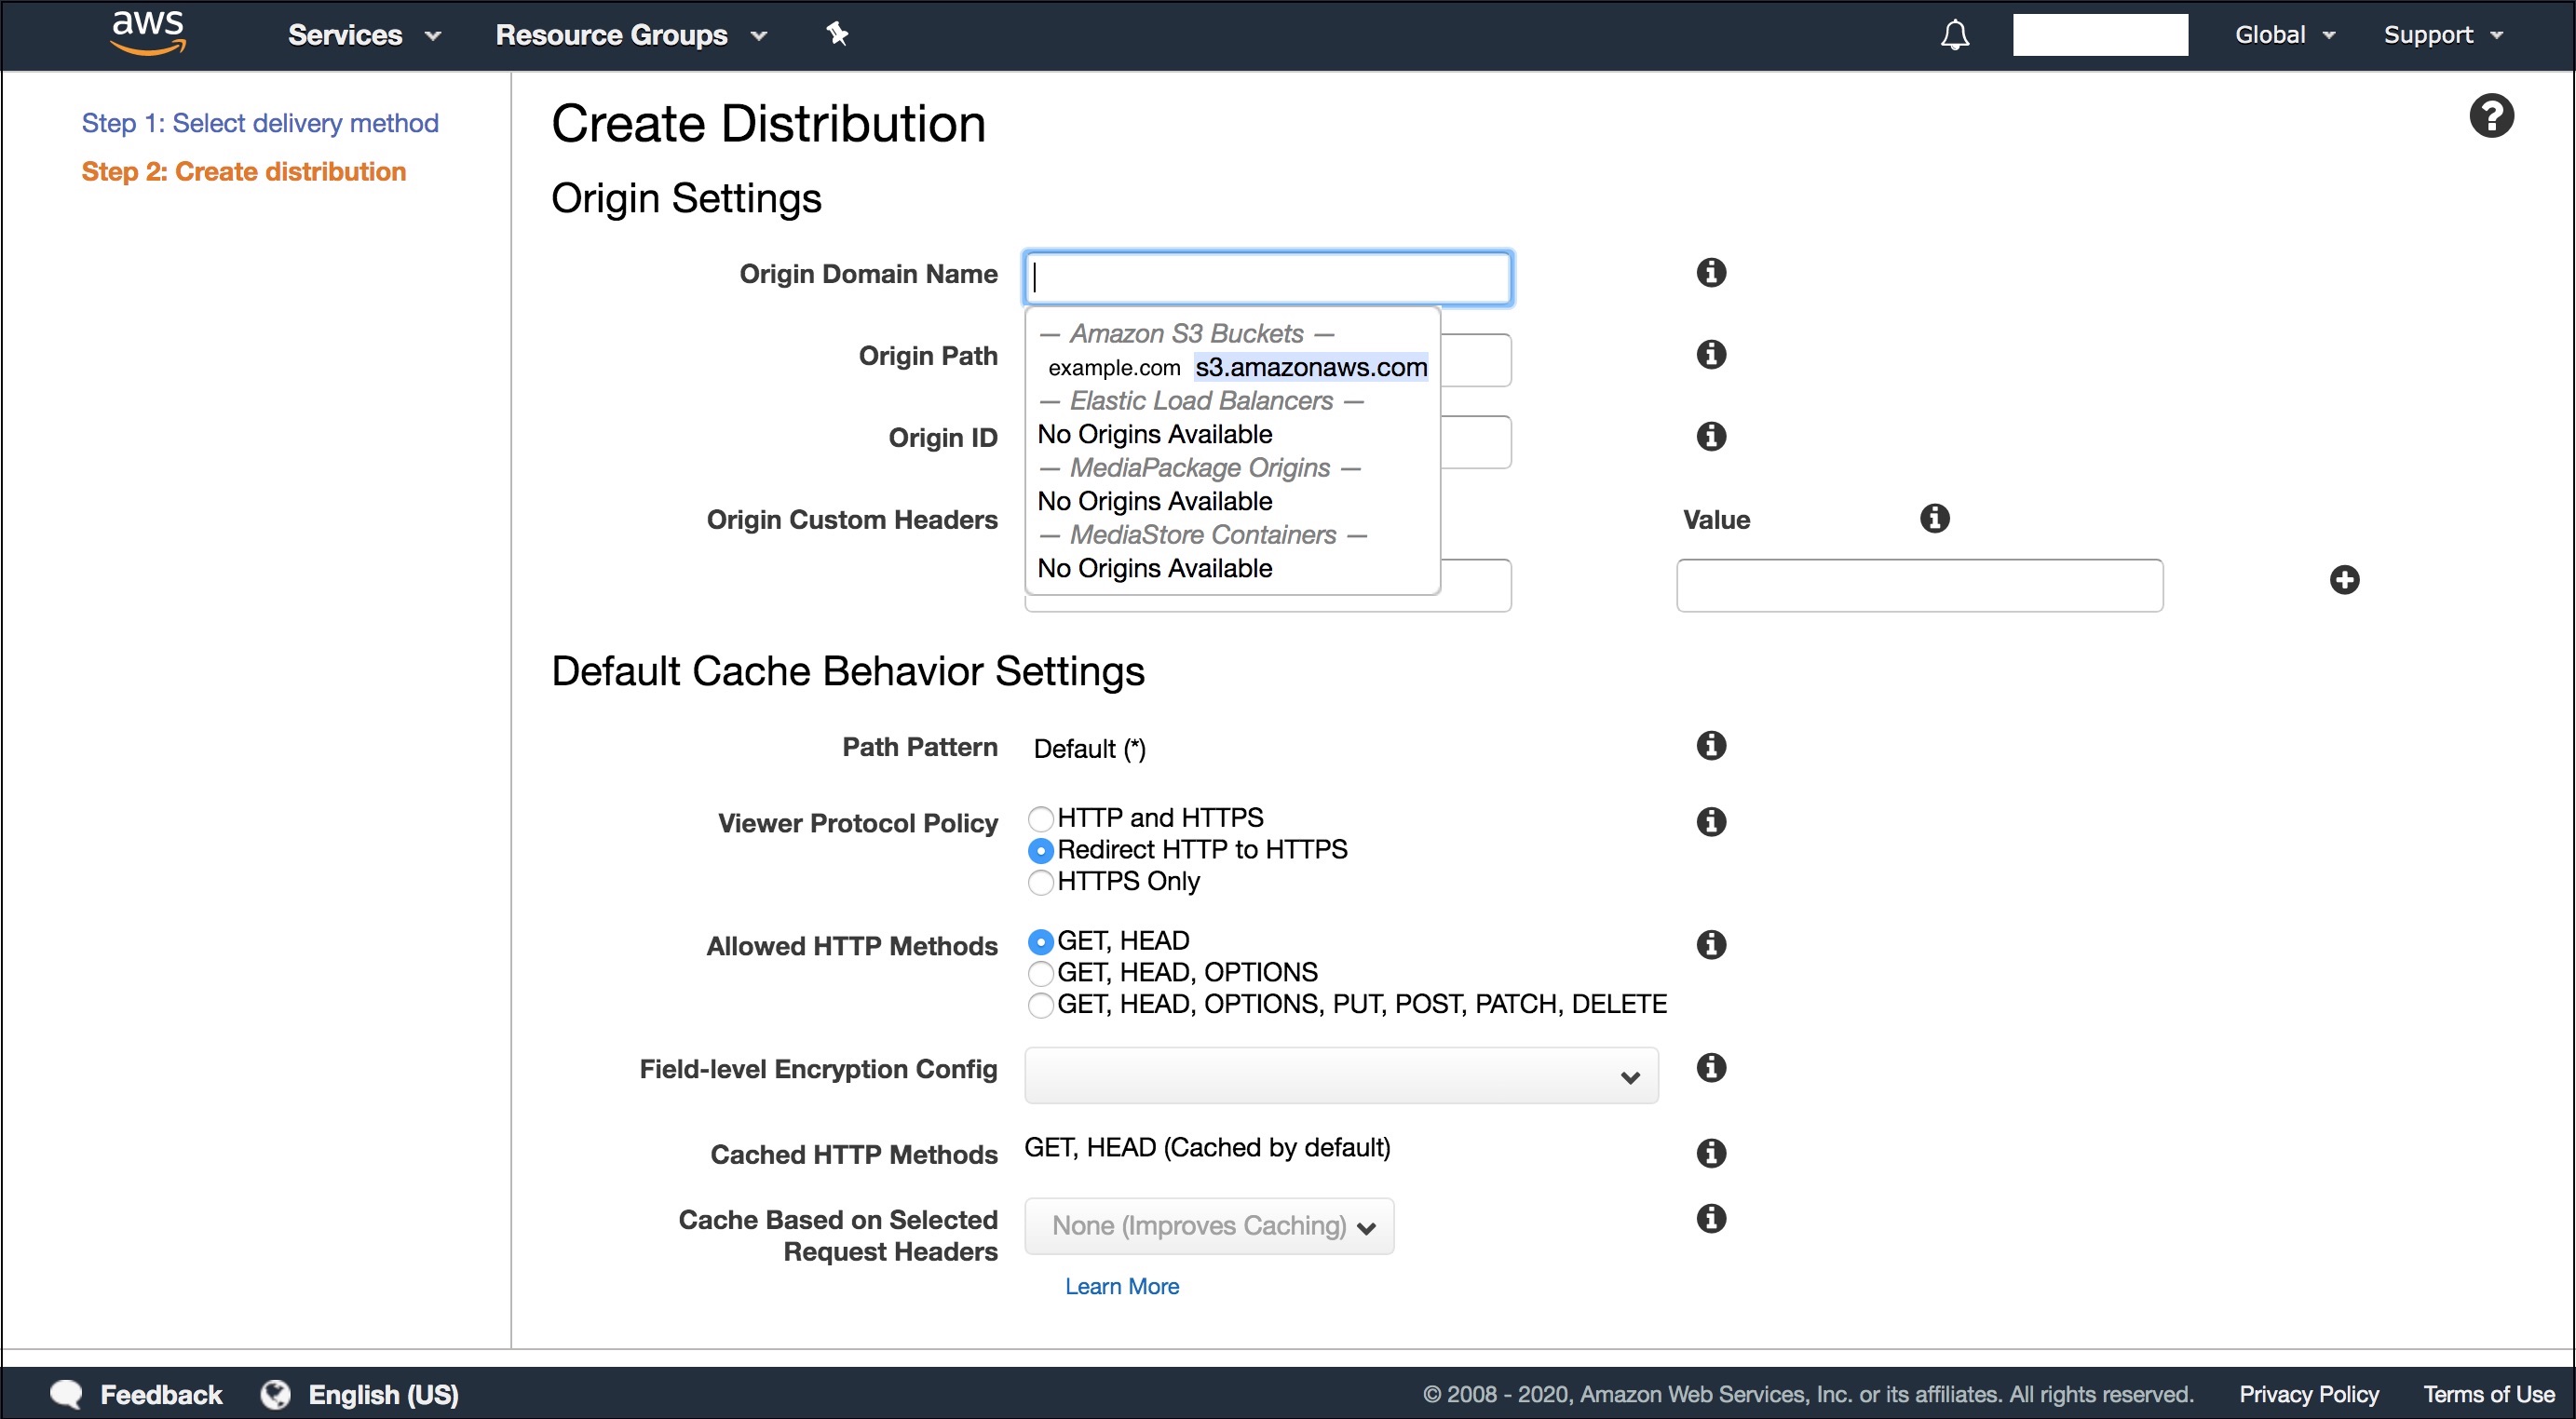 aws Services Resource Groups Global Support
Step 1: Select delivery method
Step 2: Create distribution
Create Distribution
Origin Settings
Origin Domain Name
— Amazon S3 Buckets —
example.com s3.amazonaws.com
— Elastic Load Balancers —
No Origins Available
— MediaPackage Origins —
No Origins Available
— MediaStore Containers —
No Origins Available
Origin Path
Origin ID
Origin Custom Headers
Value
Default Cache Behavior Settings
Path Pattern Default (*)
Viewer Protocol Policy
HTTP and HTTPS
Redirect HTTP to HTTPS
HTTPS Only
Allowed HTTP Methods
GET, HEAD
GET, HEAD, OPTIONS
GET, HEAD, OPTIONS, PUT, POST, PATCH, DELETE
Field-level Encryption Config
Cached HTTP Methods GET, HEAD (Cached by default)
Cache Based on Selected
Request Headers
None (Improves Caching)
Learn More
Feedback English (US) © 2008 - 2020, Amazon Web Services, Inc. or its affiliates. All rights reserved. Privacy Policy Terms of Use